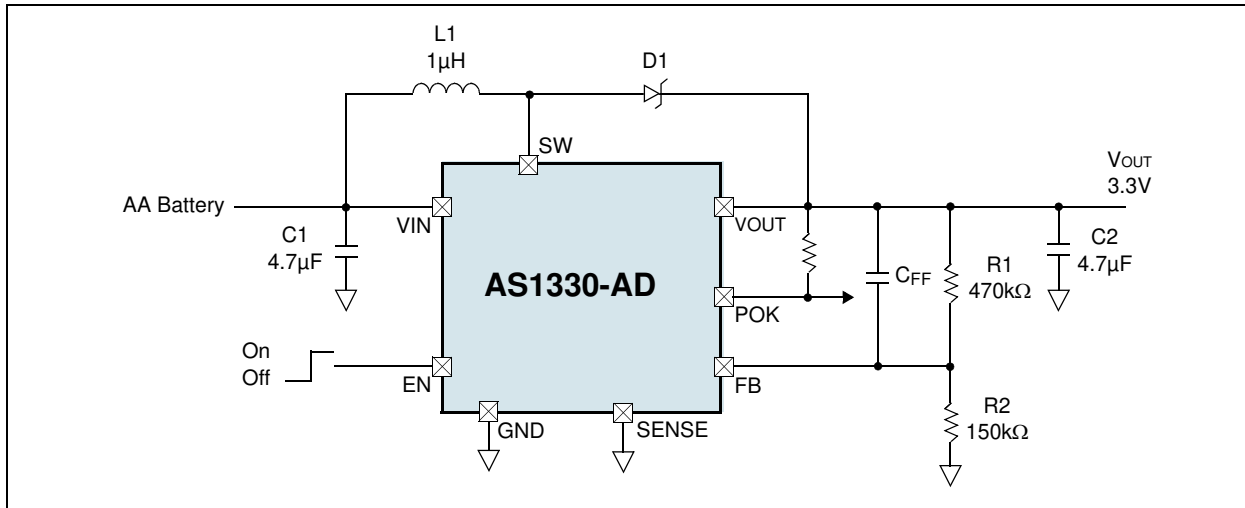 L1
1µH
D1
SW
VOUT
3.3V
AA Battery
VIN
VOUT
C1
4.7µF
C2
4.7µF
AS1330-AD
CFF
R1
470kΩ
POK
On
Off
EN
FB
R2
150kΩ
GND
SENSE